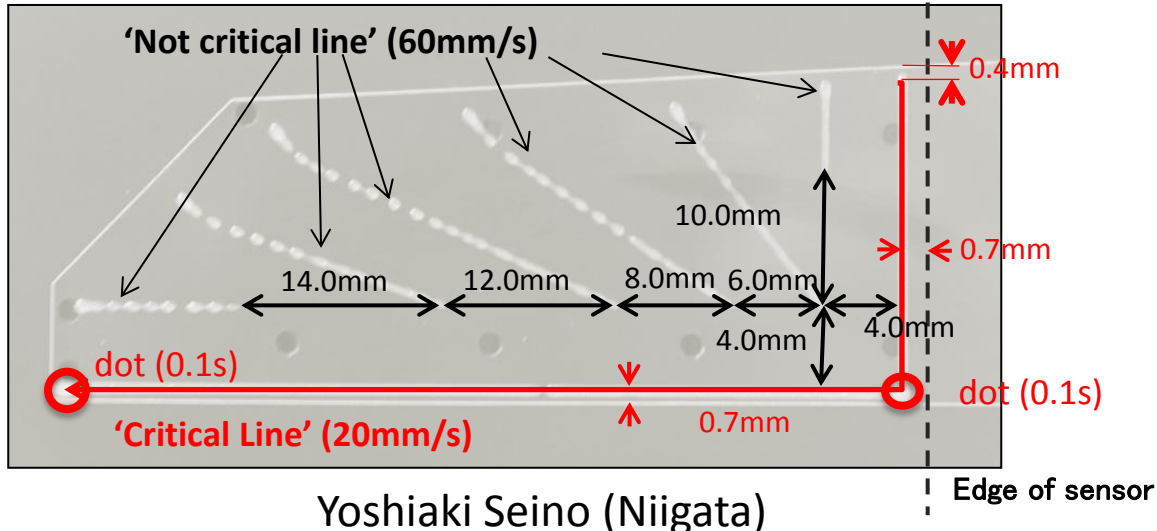 ‘Not critical line’ (60mm/s)
0.4mm
10.0mm
0.7mm
14.0mm
12.0mm
8.0mm
6.0mm
4.0mm
4.0mm
dot (0.1s)
dot (0.1s)
0.7mm
‘Critical Line’ (20mm/s)
Edge of sensor
Yoshiaki Seino (Niigata)